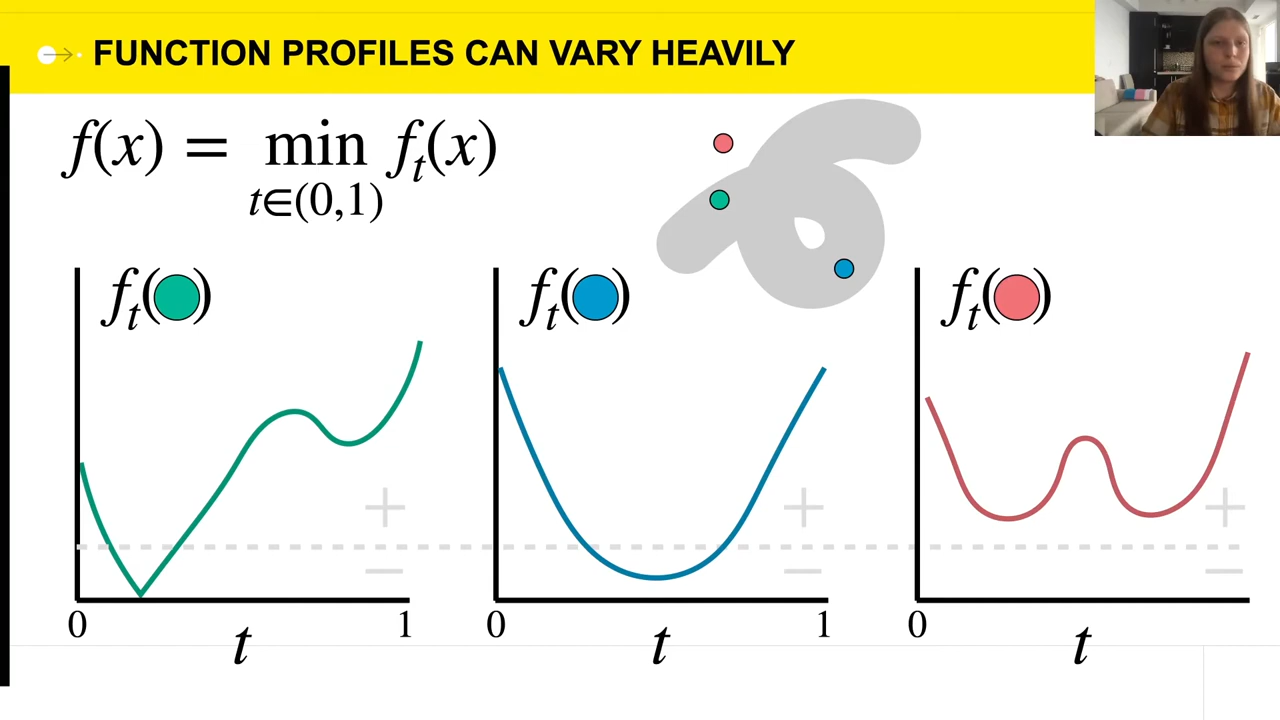 FUNCTION PROFILES CAN VARY HEAVILY
f(x) = min f_t(x)
t∈(0,1)
f_t( ) f_t( ) f_t( )
+ + +
− − −
0 1 0 1 0
t t t